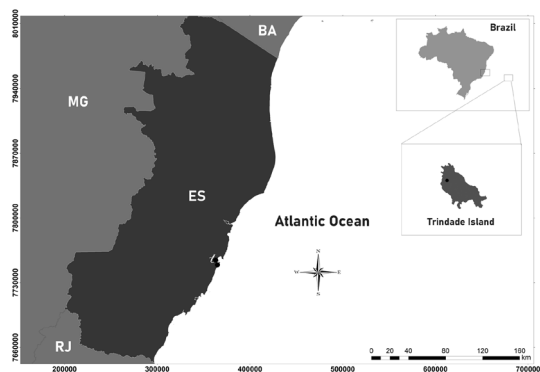 8010000
7940000
7870000
7800000
77300000
7660000
BA
MG
ES
RJ
Atlantic Ocean
Brazil
Trindade Island
N
W E
S
0 20 40 80 120 160
km
200000 300000 400000 500000 600000 700000